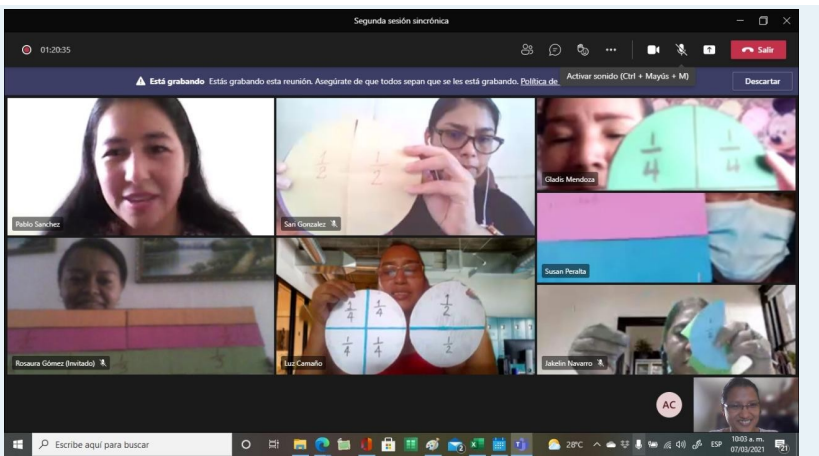 Segunda sesión sincrónica
01:20:35
Salir
Está grabando Estás grabando esta reunión. Asegúrate de que todos sepan que se les está grabando. Política de
Activar sonido (Ctrl + Mayús + M)
Descartar
Pablo Sanchez
1/2
1/2
San Gonzalez
1/4
1/4
Gladis Mendoza
Susan Peralta
Rosaura Gómez (Invitado)
1/4
1/4
1/4
1/4
1/2
1/2
Luz Camaño
Jakelin Navarro
AC
Escribe aquí para buscar
28°C
ESP
10:03 a. m.
07/03/2021